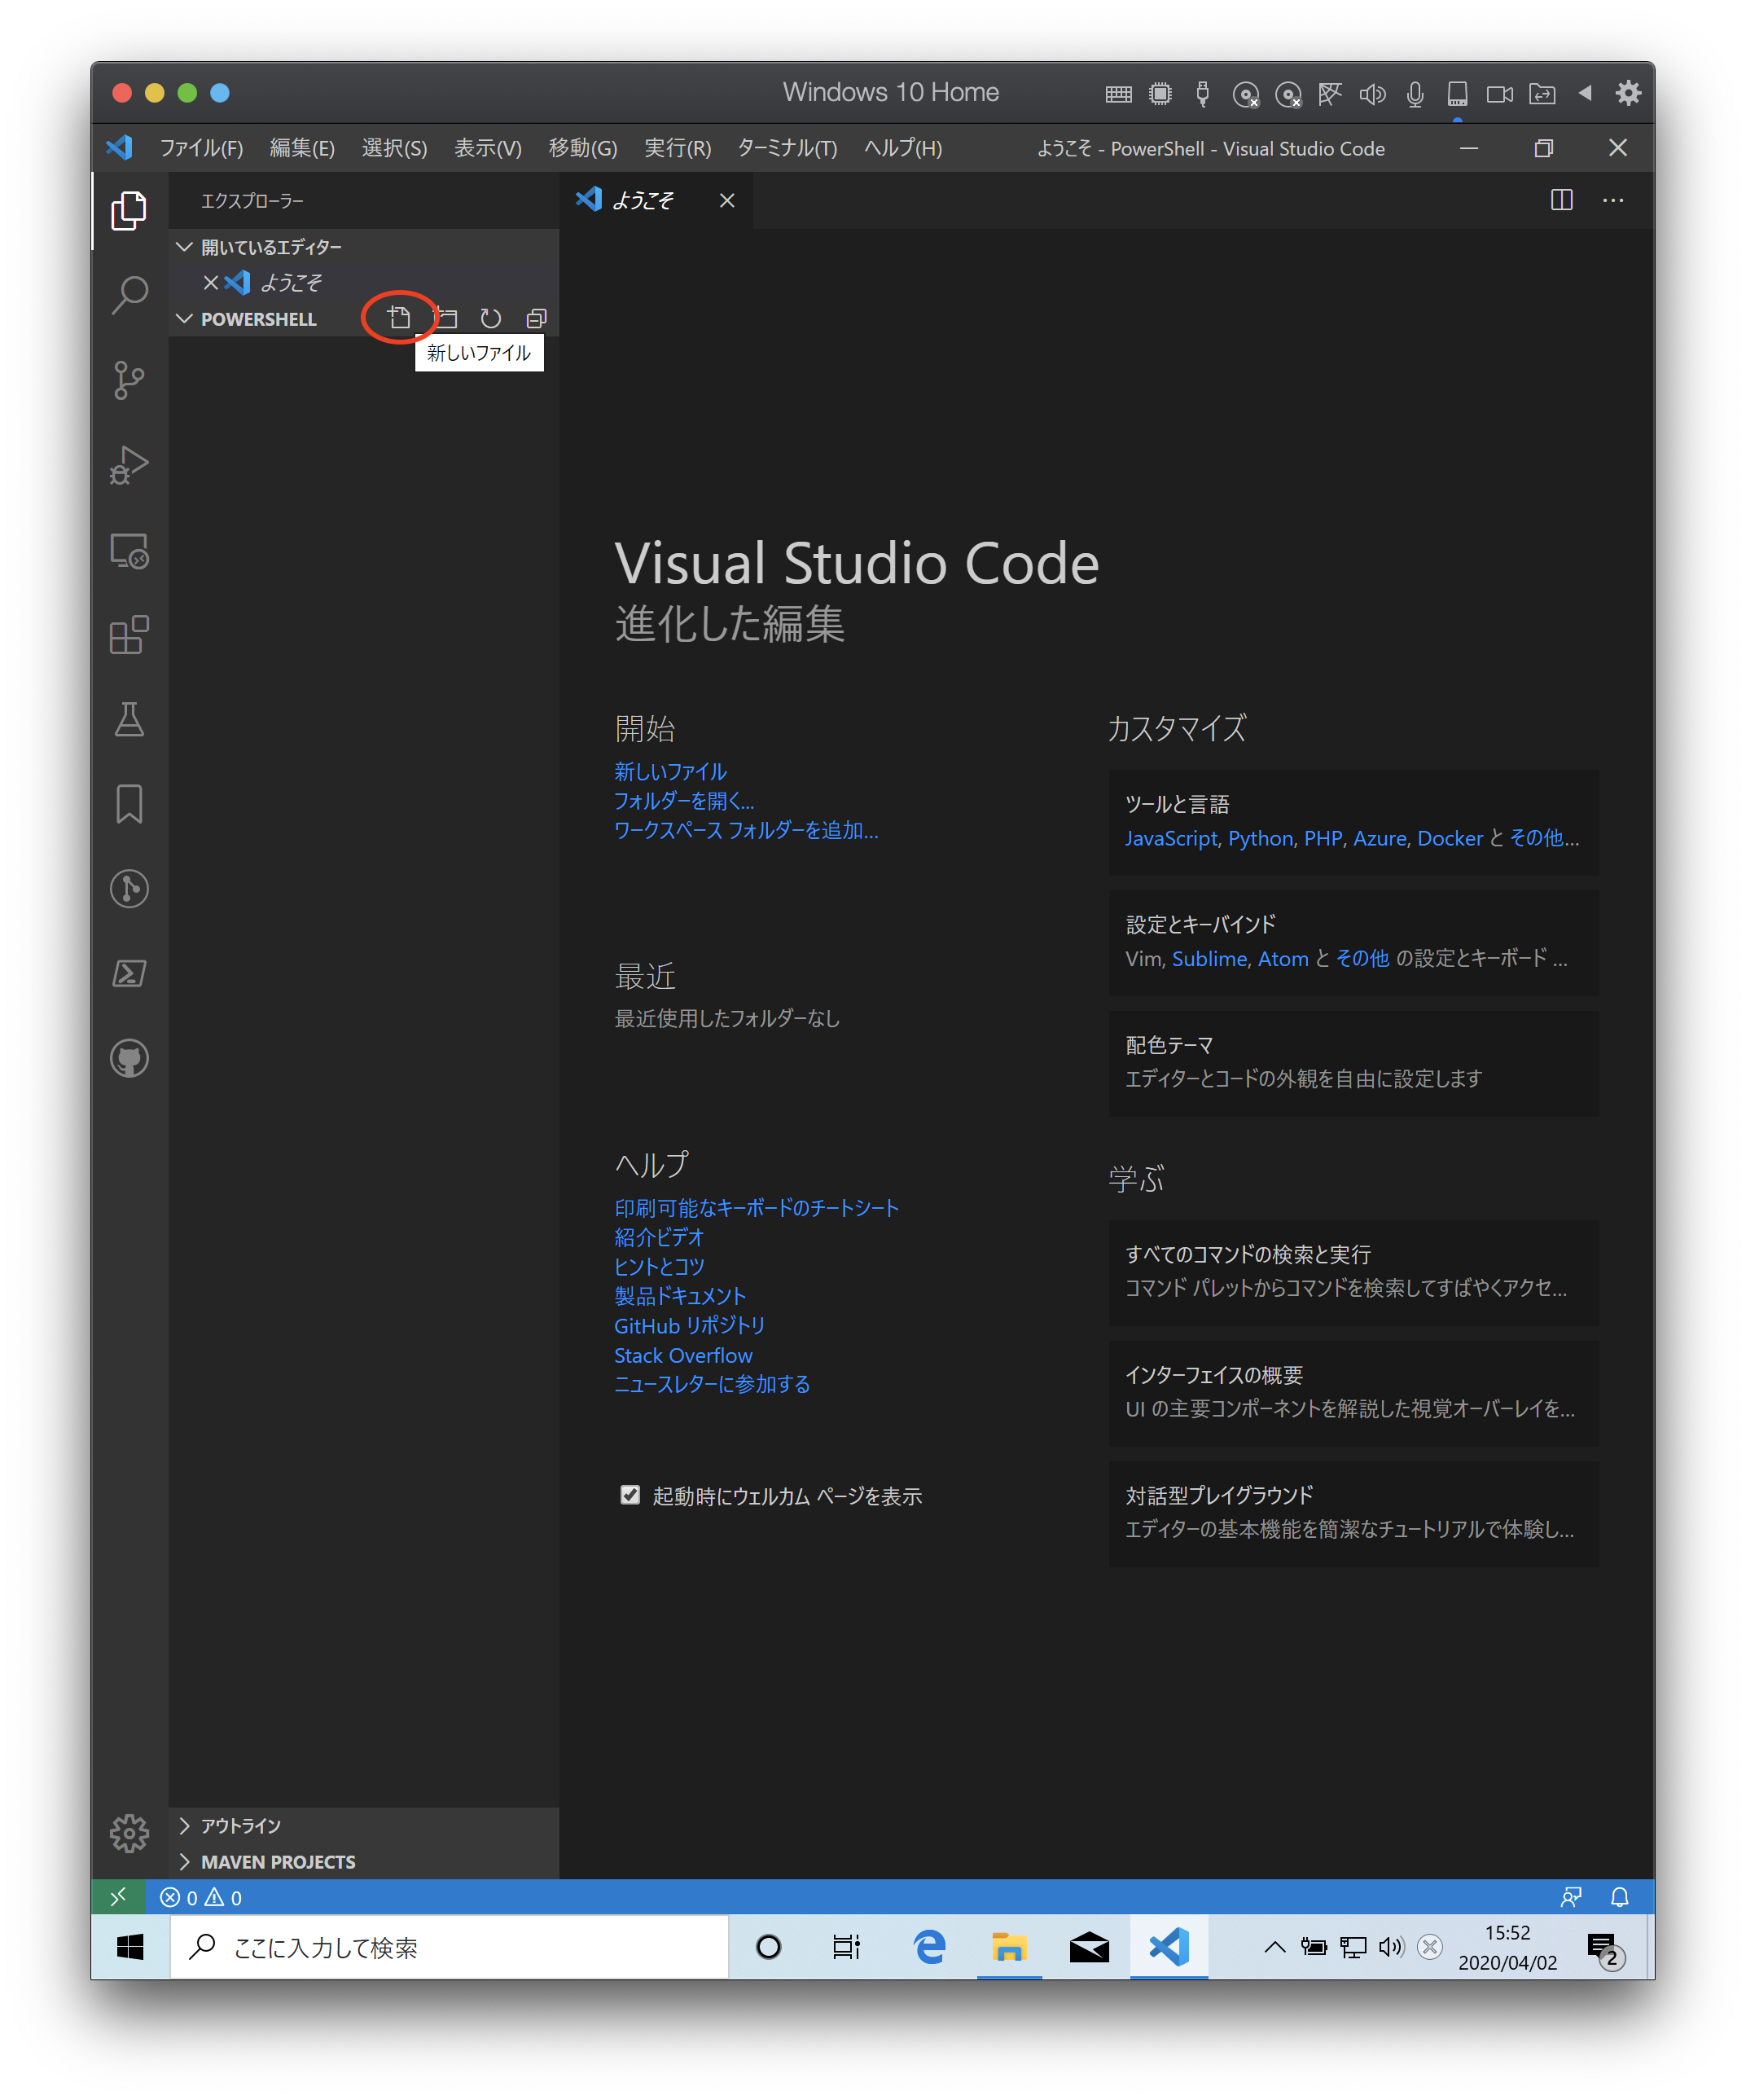 Windows 10 Home
ファイル(F) 編集(E) 選択(S) 表示(V) 移動(G) 実行(R) ターミナル(T) ヘルプ(H) ようこそ - PowerShell - Visual Studio Code
エクスプローラー
ようこそ
開いているエディター
ようこそ
POWERSHELL
新しいファイル
Visual Studio Code
進化した編集
開始
新しいファイル
フォルダーを開く...
ワークスペース フォルダーを追加...
最近
最近使用したフォルダーなし
ヘルプ
印刷可能なキーボードのチートシート
紹介ビデオ
ヒントとコツ
製品ドキュメント
GitHub リポジトリ
Stack Overflow
ニュースレターに参加する
起動時にウェルカム ページを表示
カスタマイズ
ツールと言語
JavaScript, Python, PHP, Azure, Docker と その他...
設定とキーバインド
Vim, Sublime, Atom と その他 の設定とキーボード ...
配色テーマ
エディターとコードの外観を自由に設定します
学ぶ
すべてのコマンドの検索と実行
コマンド パレットからコマンドを検索してすばやくアクセ...
インターフェイスの概要
UI の主要コンポーネントを解説した視覚オーバーレイを...
対話型プレイグラウンド
エディターの基本機能を簡潔なチュートリアルで体験し...
アウトライン
MAVEN PROJECTS
0 0
ここに入力して検索
15:52
2020/04/02
2